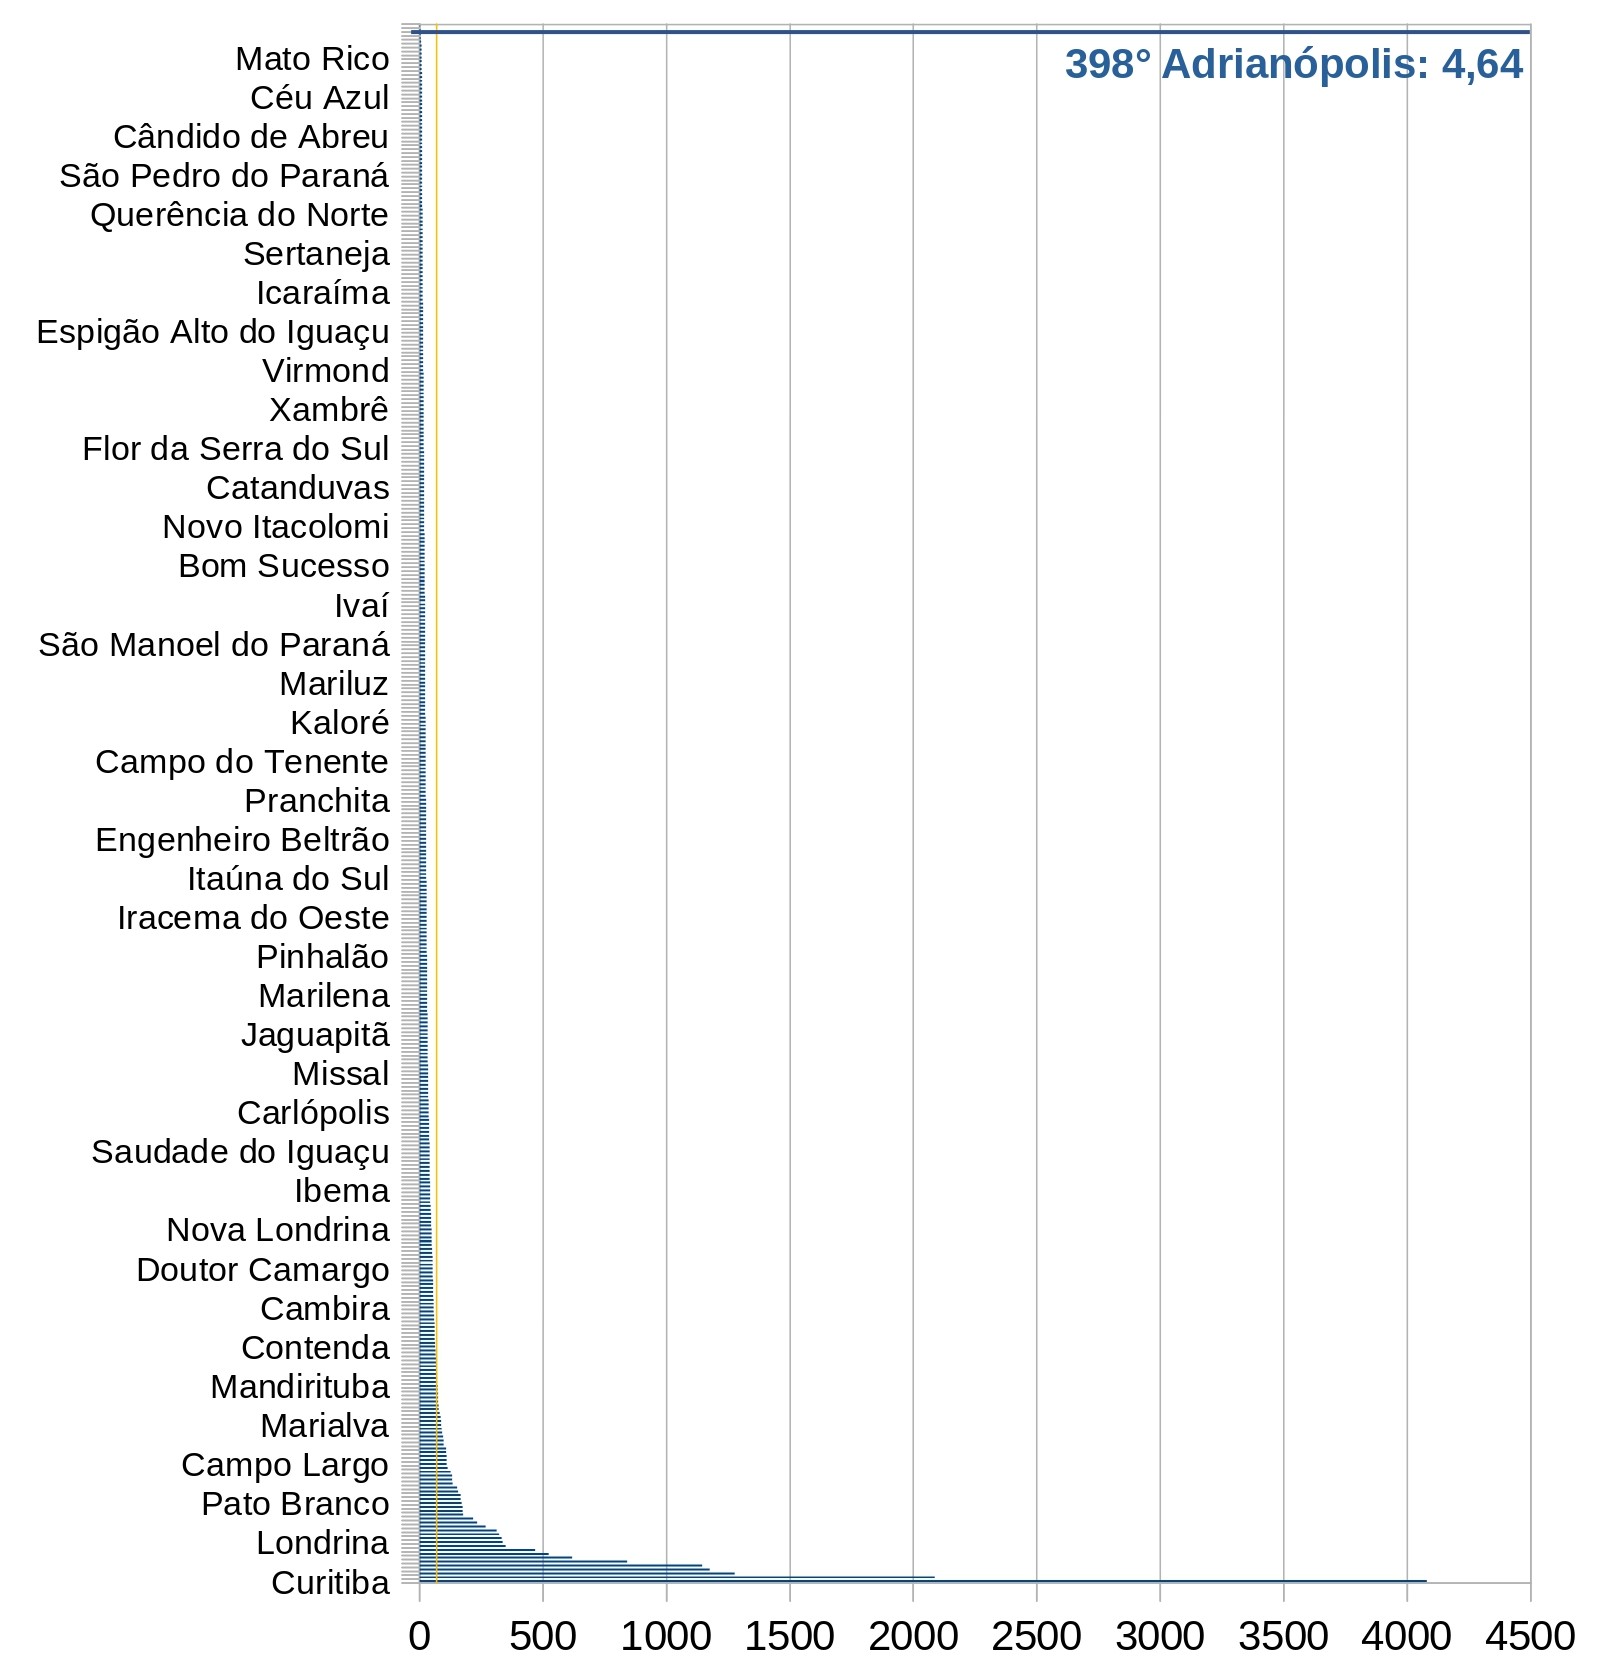 398° Adrianópolis: 4,64
Mato Rico
Céu Azul
Cândido de Abreu
São Pedro do Paraná
Querência do Norte
Sertaneja
Icaraíma
Espigão Alto do Iguaçu
Virmond
Xambrê
Flor da Serra do Sul
Catanduvas
Novo Itacolomi
Bom Sucesso
Ivaí
São Manoel do Paraná
Mariluz
Kaloré
Campo do Tenente
Pranchita
Engenheiro Beltrão
Itaúna do Sul
Iracema do Oeste
Pinhalão
Marilena
Jaguapitã
Missal
Carlópolis
Saudade do Iguaçu
Ibema
Nova Londrina
Doutor Camargo
Cambira
Contenda
Mandirituba
Marialva
Campo Largo
Pato Branco
Londrina
Curitiba
0 500 1000 1500 2000 2500 3000 3500 4000 4500